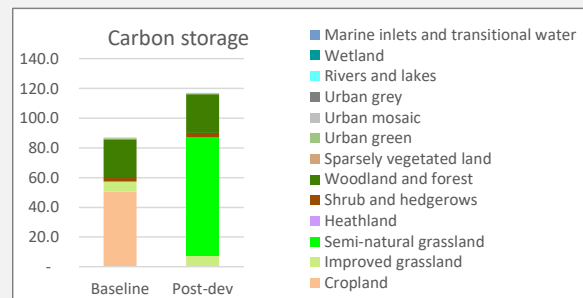 Carbon storage
140.0
120.0
100.0
80.0
60.0
40.0
20.0
-
Baseline
Post-dev
Marine inlets and transitional water
Wetland
Rivers and lakes
Urban grey
Urban mosaic
Urban green
Sparsely vegetated land
Woodland and forest
Shrub and hedgerows
Heathland
Semi-natural grassland
Improved grassland
Cropland